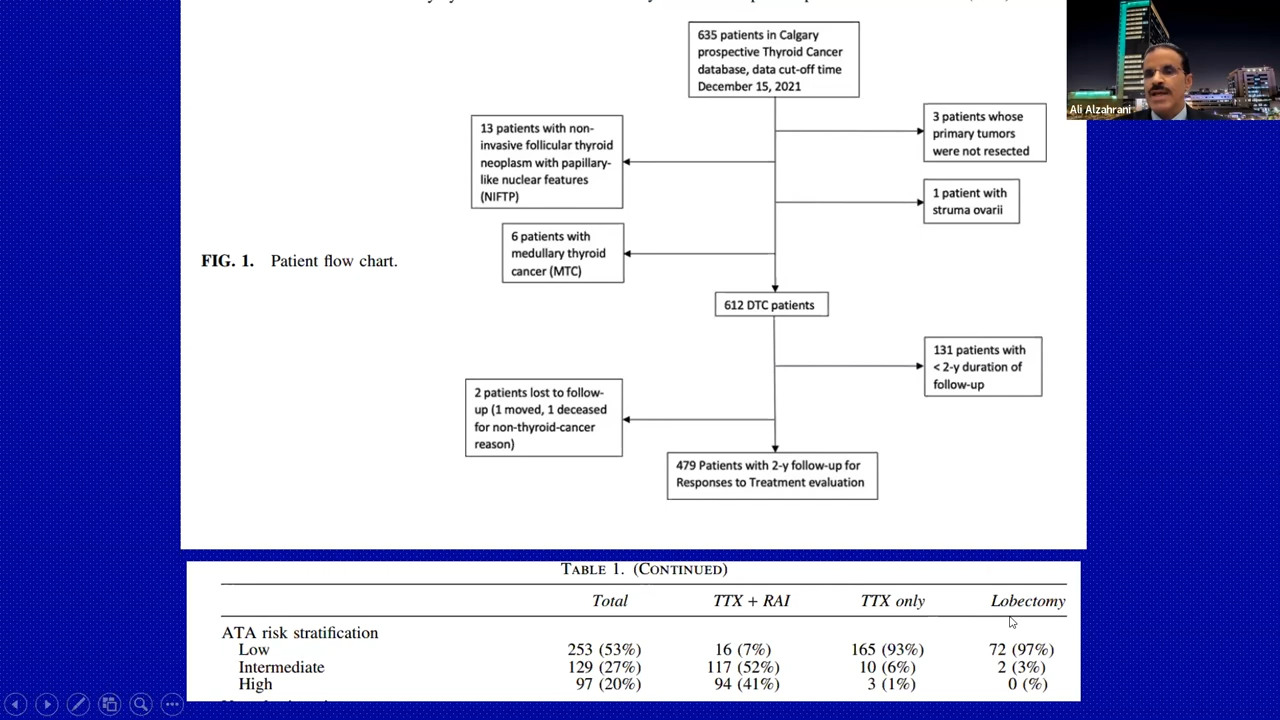 635 patients in Calgary
prospective Thyroid Cancer
database, data cut-off time
December 15, 2021
Ali Alzahrani
3 patients whose
primary tumors
were not resected
13 patients with non-
invasive follicular thyroid
neoplasm with papillary-
like nuclear features
(NIFTP)
1 patient with
struma ovarii
6 patients with
medullary thyroid
cancer (MTC)
FIG. 1. Patient flow chart.
612 DTC patients
131 patients with
< 2-y duration of
follow-up
2 patients lost to follow-
up (1 moved, 1 deceased
for non-thyroid-cancer
reason)
479 Patients with 2-y follow-up for
Responses to Treatment evaluation
TABLE 1. (CONTINUED)
Total TTX + RAI TTX only Lobectomy
ATA risk stratification
Low 253 (53%) 16 (7%) 165 (93%) 72 (97%)
Intermediate 129 (27%) 117 (52%) 10 (6%) 2 (3%)
High 97 (20%) 94 (41%) 3 (1%) 0 (%)